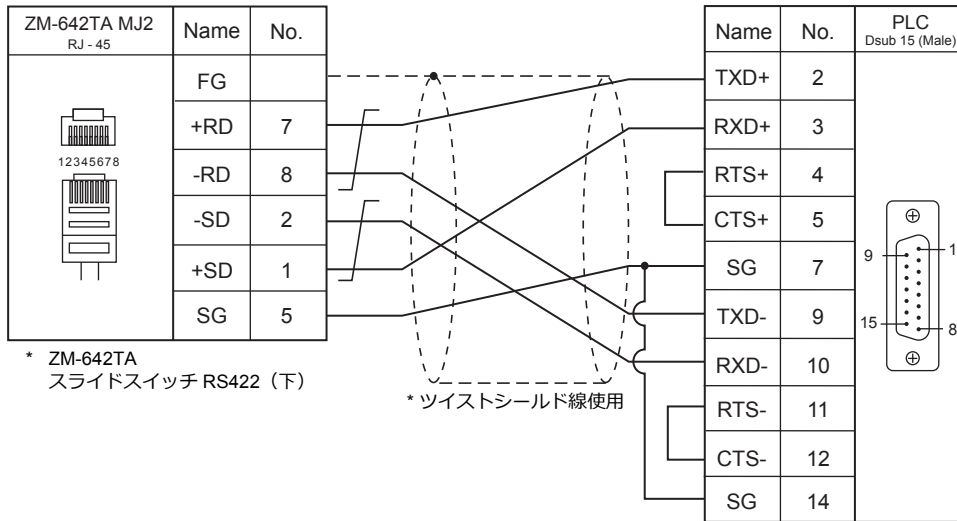 ZM-642TA MJ2
RJ - 45
Name No.
FG
+RD 7
-RD 8
-SD 2
+SD 1
SG 5
12345678
* ZM-642TA
スライドスイッチ RS422（下）
* ツイストシールド線使用
Name No.
PLC
Dsub 15 (Male)
TXD+ 2
RXD+ 3
RTS+ 4
CTS+ 5
SG 7
TXD- 9
RXD- 10
RTS- 11
CTS- 12
SG 14
9 1
15 8